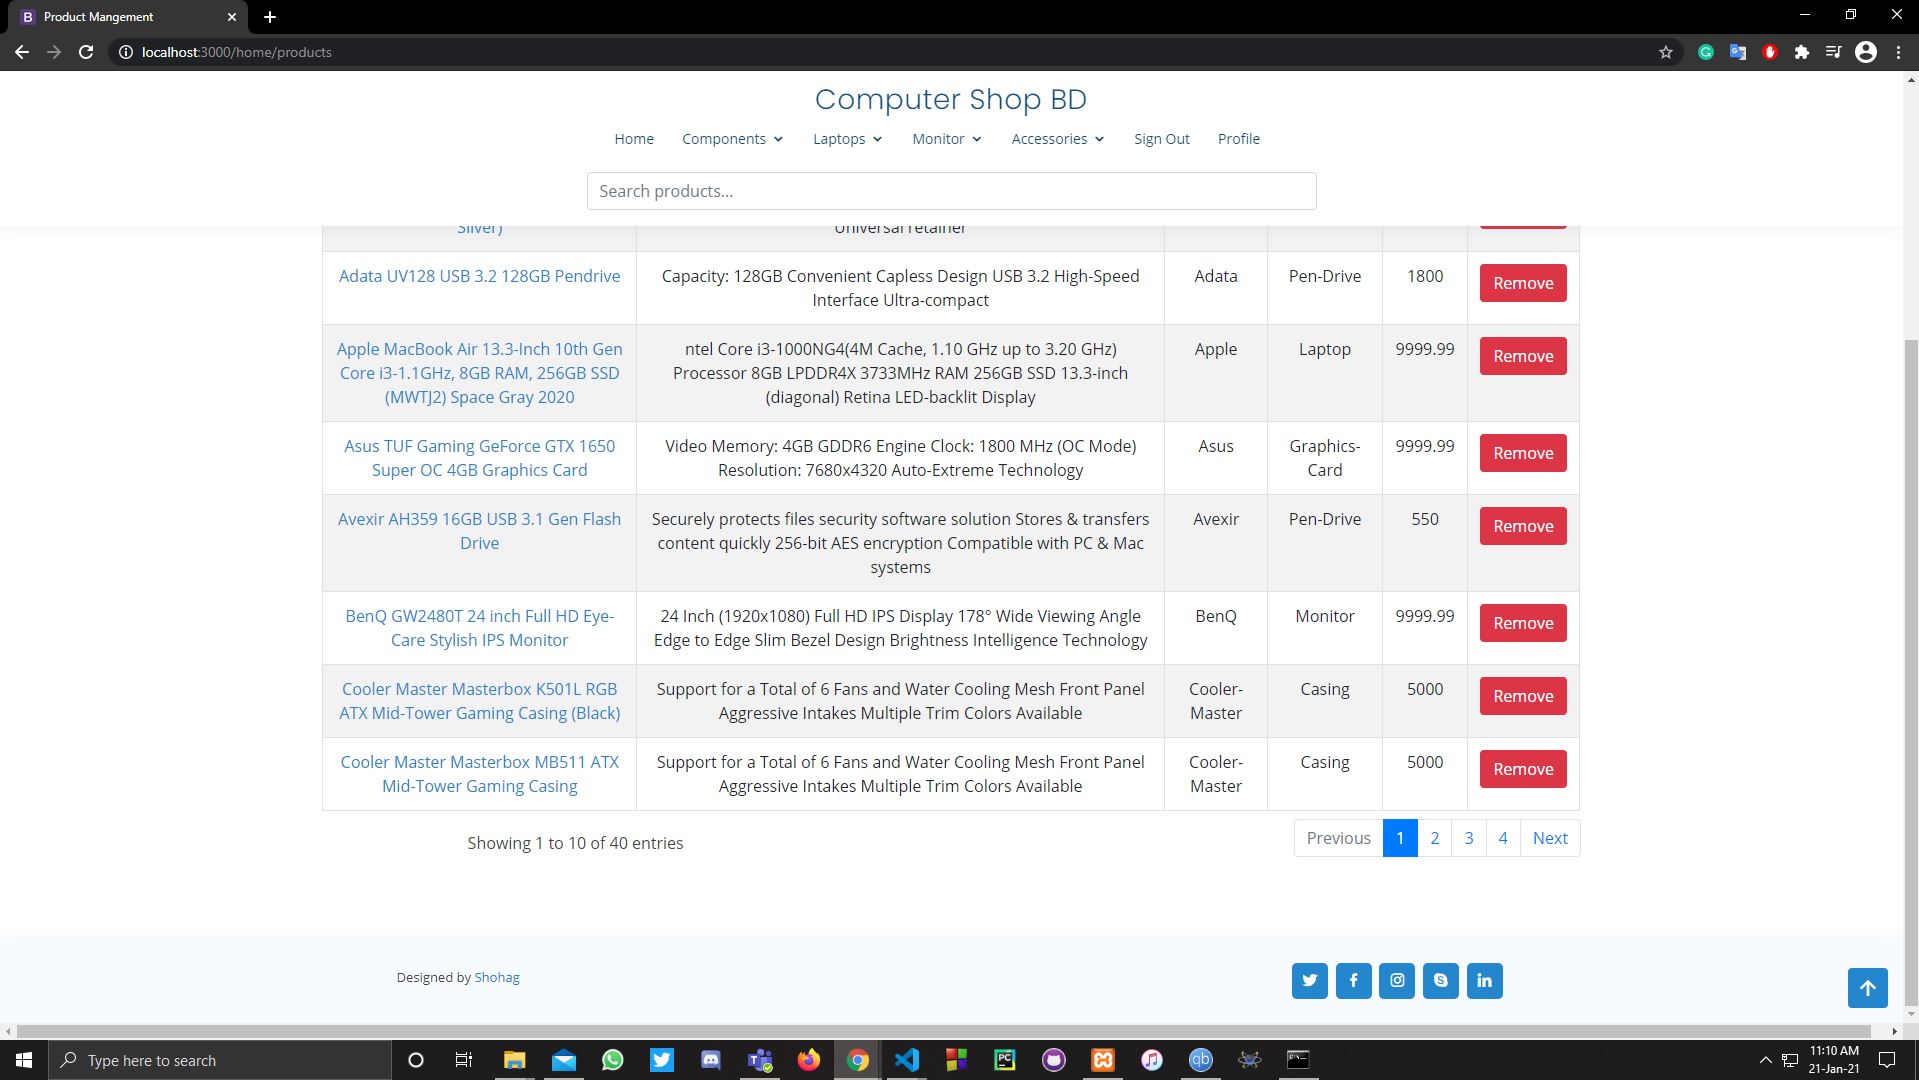 Product Mangement
localhost:3000/home/products
Computer Shop BD
Home Components Laptops Monitor Accessories Sign Out Profile
Search products...
Silver)
Universal retainer
Adata UV128 USB 3.2 128GB Pendrive
Capacity: 128GB Convenient Capless Design USB 3.2 High-Speed
Interface Ultra-compact
Adata
Pen-Drive
1800
Remove
Apple MacBook Air 13.3-Inch 10th Gen
Core i3-1.1GHz, 8GB RAM, 256GB SSD
(MWTJ2) Space Gray 2020
ntel Core i3-1000NG4(4M Cache, 1.10 GHz up to 3.20 GHz)
Processor 8GB LPDDR4X 3733MHz RAM 256GB SSD 13.3-inch
(diagonal) Retina LED-backlit Display
Apple
Laptop
9999.99
Remove
Asus TUF Gaming GeForce GTX 1650
Super OC 4GB Graphics Card
Video Memory: 4GB GDDR6 Engine Clock: 1800 MHz (OC Mode)
Resolution: 7680x4320 Auto-Extreme Technology
Asus
Graphics-
Card
9999.99
Remove
Avexir AH359 16GB USB 3.1 Gen Flash
Drive
Securely protects files security software solution Stores & transfers
content quickly 256-bit AES encryption Compatible with PC & Mac
systems
Avexir
Pen-Drive
550
Remove
BenQ GW2480T 24 inch Full HD Eye-
Care Stylish IPS Monitor
24 Inch (1920x1080) Full HD IPS Display 178° Wide Viewing Angle
Edge to Edge Slim Bezel Design Brightness Intelligence Technology
BenQ
Monitor
9999.99
Remove
Cooler Master Masterbox K501L RGB
ATX Mid-Tower Gaming Casing (Black)
Support for a Total of 6 Fans and Water Cooling Mesh Front Panel
Aggressive Intakes Multiple Trim Colors Available
Cooler-
Master
Casing
5000
Remove
Cooler Master Masterbox MB511 ATX
Mid-Tower Gaming Casing
Support for a Total of 6 Fans and Water Cooling Mesh Front Panel
Aggressive Intakes Multiple Trim Colors Available
Cooler-
Master
Casing
5000
Remove
Showing 1 to 10 of 40 entries
Previous 1 2 3 4 Next
Designed by Shohag
Type here to search
11:10 AM
21-Jan-21